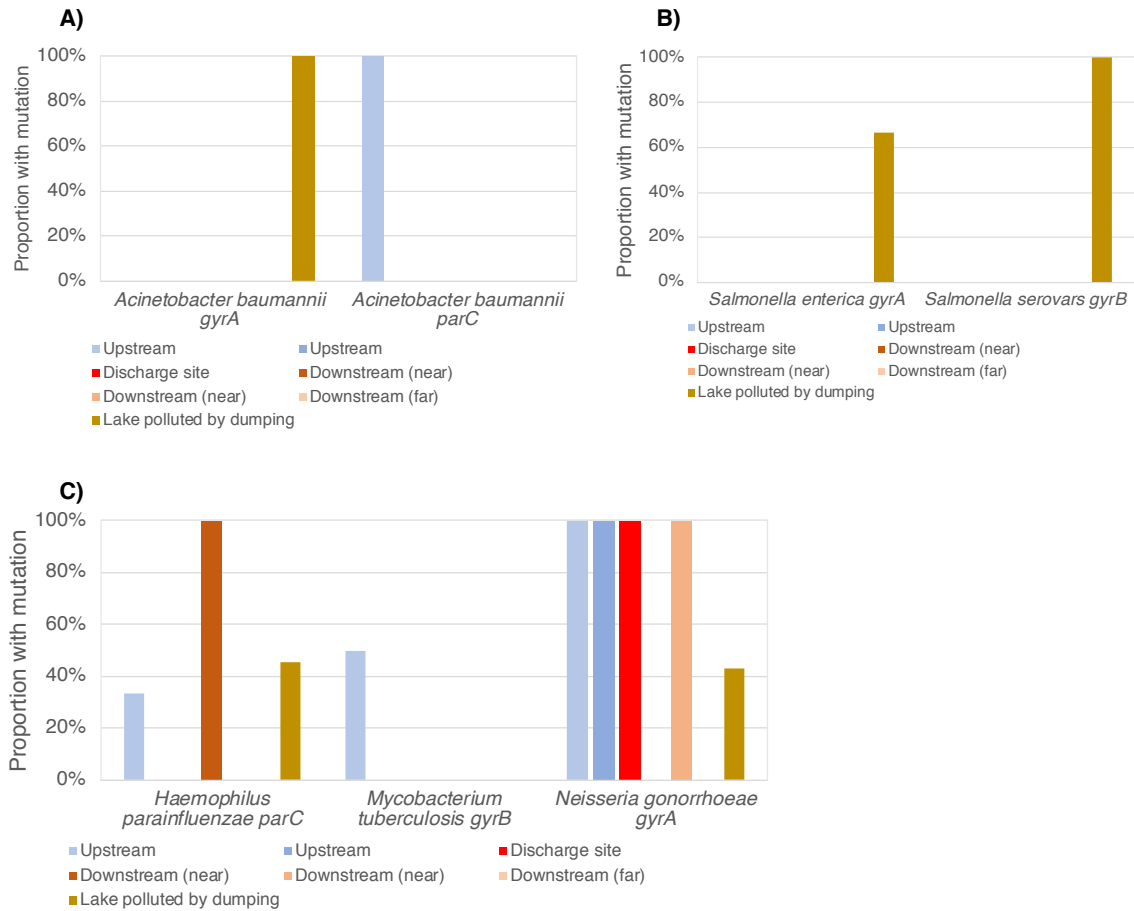 A)
Proportion with mutation
100%
80%
60%
40%
20%
0%
Acinetobacter baumannii
gyrA
Acinetobacter baumannii
parC
Upstream
Upstream
Discharge site
Downstream (near)
Downstream (near)
Downstream (far)
Lake polluted by dumping
B)
Proportion with mutation
100%
80%
60%
40%
20%
0%
Salmonella enterica gyrA
Salmonella serovars gyrB
Upstream
Upstream
Discharge site
Downstream (near)
Downstream (near)
Downstream (far)
Lake polluted by dumping
C)
Proportion with mutation
100%
80%
60%
40%
20%
0%
Haemophilus
parainfluenzae parC
Mycobacterium
tuberculosis gyrB
Neisseria gonorrhoeae
gyrA
Upstream
Upstream
Discharge site
Downstream (near)
Downstream (near)
Downstream (far)
Lake polluted by dumping